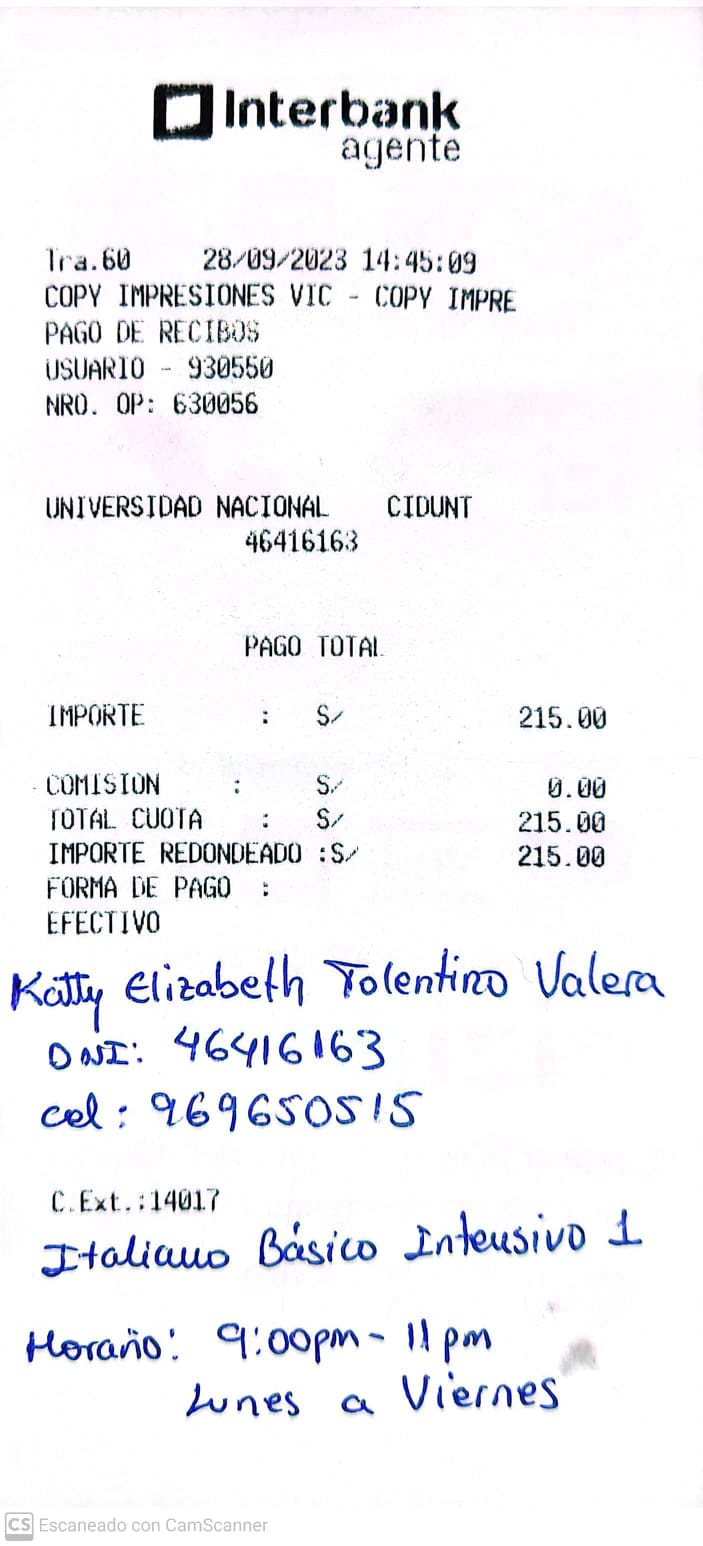 Interbank
agente
Tra.60 28/09/2023 14:45:09
COPY IMPRESIONES VIC - COPY IMPRE
PAGO DE RECIBOS
USUARIO - 930550
NRO. OP: 630056
UNIVERSIDAD NACIONAL CIDUNT
46416163
PAGO TOTAL
IMPORTE : S/ 215.00
COMISION : S/ 0.00
TOTAL CUOTA : S/ 215.00
IMPORTE REDONDEADO :S/ 215.00
FORMA DE PAGO :
EFECTIVO
Katty Elizabeth Tolentino Valera
DNI: 46416163
cel: 969650515
C.Ext.:14017
Italiano Básico Intensivo 1
Horario: 9:00pm - 11 pm
Lunes a Viernes
CS Escaneado con CamScanner